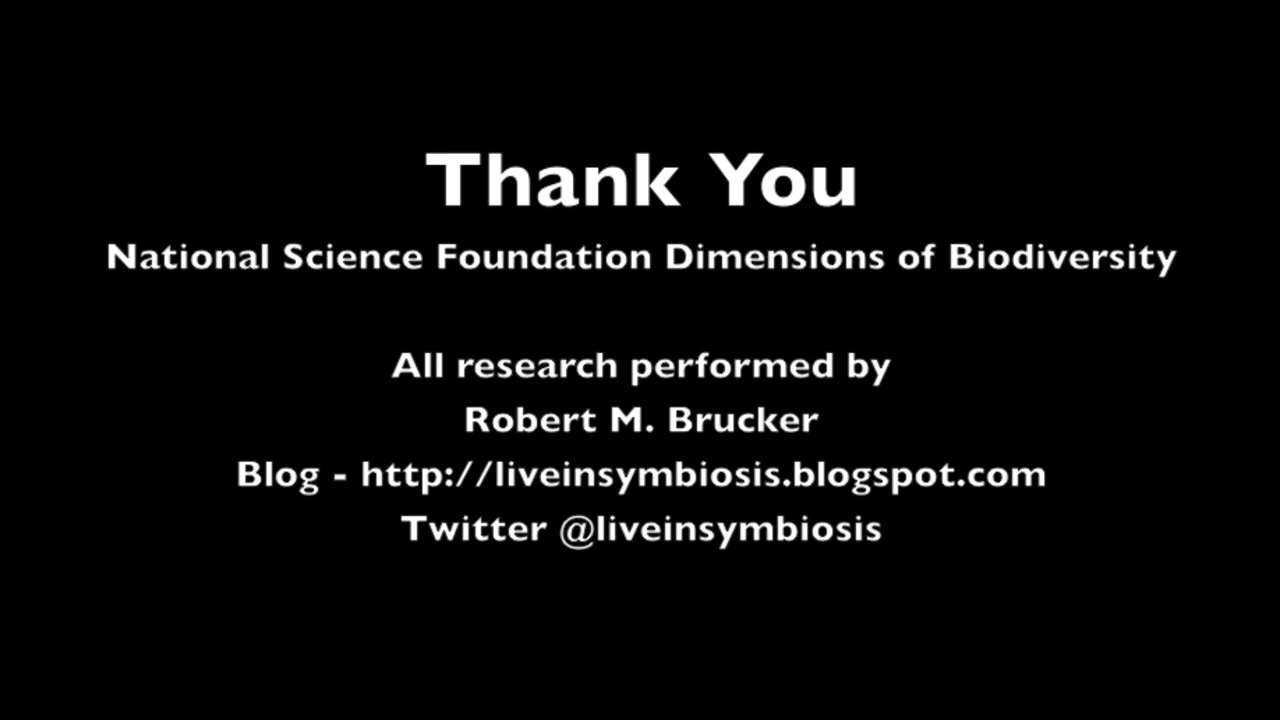 Thank You
National Science Foundation Dimensions of Biodiversity
All research performed by
Robert M. Brucker
Blog - http://liveinsymbiosis.blogspot.com
Twitter @liveinsymbiosis